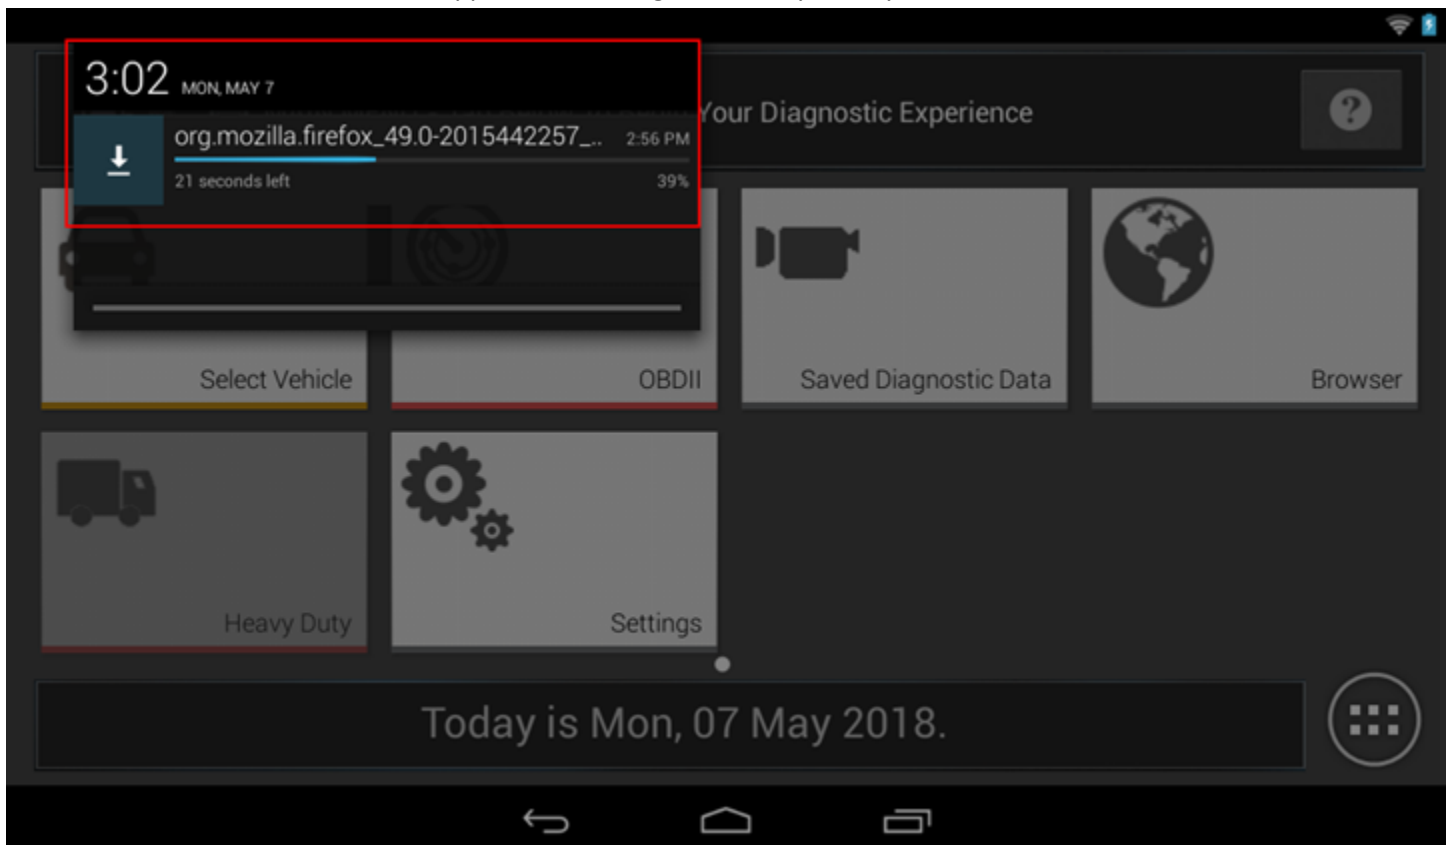 3:02 MON, MAY 7
org.mozilla.firefox_49.0-2015442257_.. 2:56 PM
21 seconds left 39%
Your Diagnostic Experience
?
Select Vehicle
OBDII
Saved Diagnostic Data
Browser
Heavy Duty
Settings
Today is Mon, 07 May 2018.